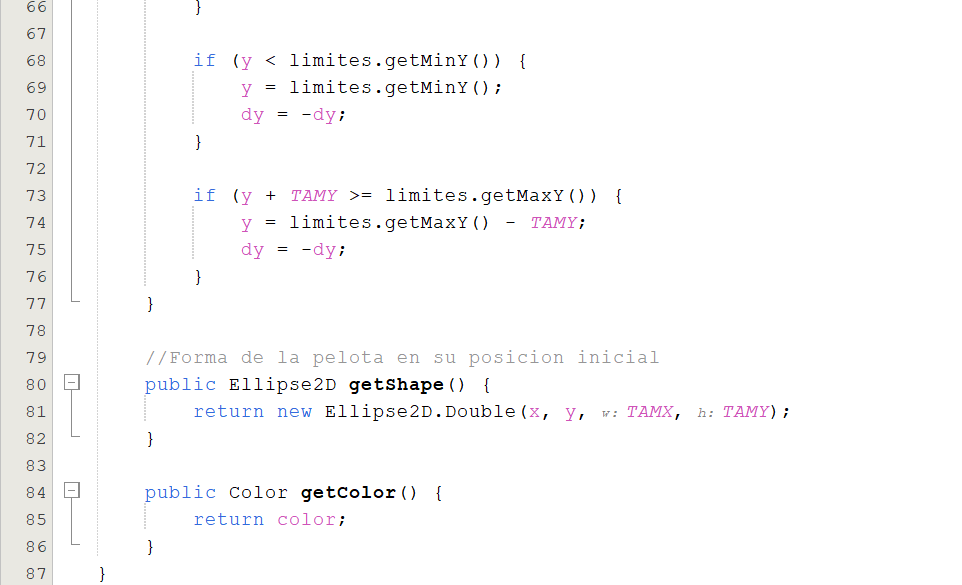 66 }
67
68 if (y < limites.getMinY()) {
69 y = limites.getMinY();
70 dy = -dy;
71 }
72
73 if (y + TAMY >= limites.getMaxY()) {
74 y = limites.getMaxY() - TAMY;
75 dy = -dy;
76 }
77 }
78
79 //Forma de la pelota en su posicion inicial
80 public Ellipse2D getShape() {
81 return new Ellipse2D.Double(x, y, w: TAMX, h: TAMY);
82 }
83
84 public Color getColor() {
85 return color;
86 }
87 }